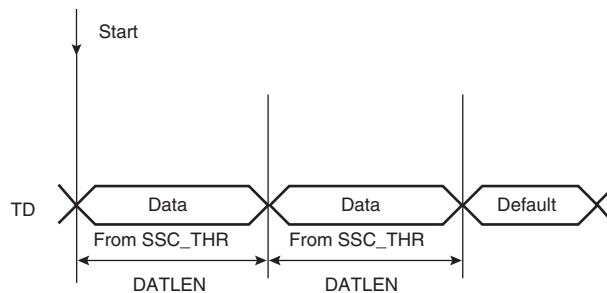 Start
TD
Data
Data
Default
From SSC_THR
From SSC_THR
DATLEN
DATLEN